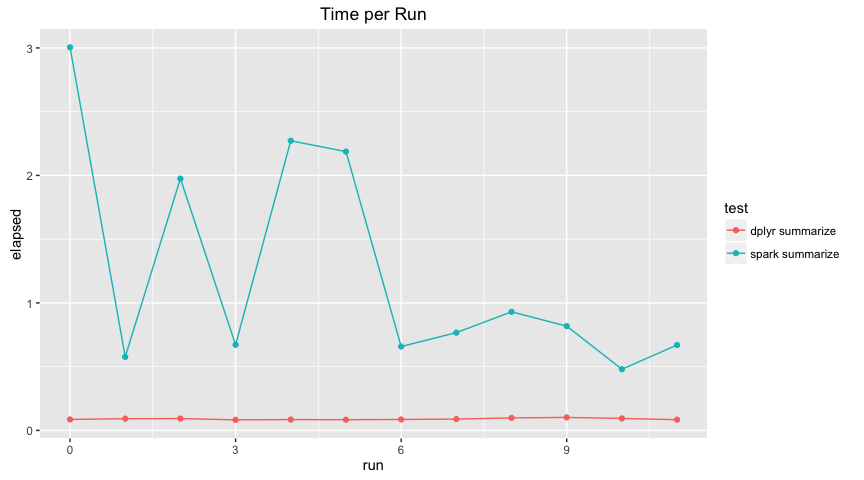 Time per Run
3
2
1
0
elapsed
0 3 6 9
run
test
dplyr summarize
spark summarize